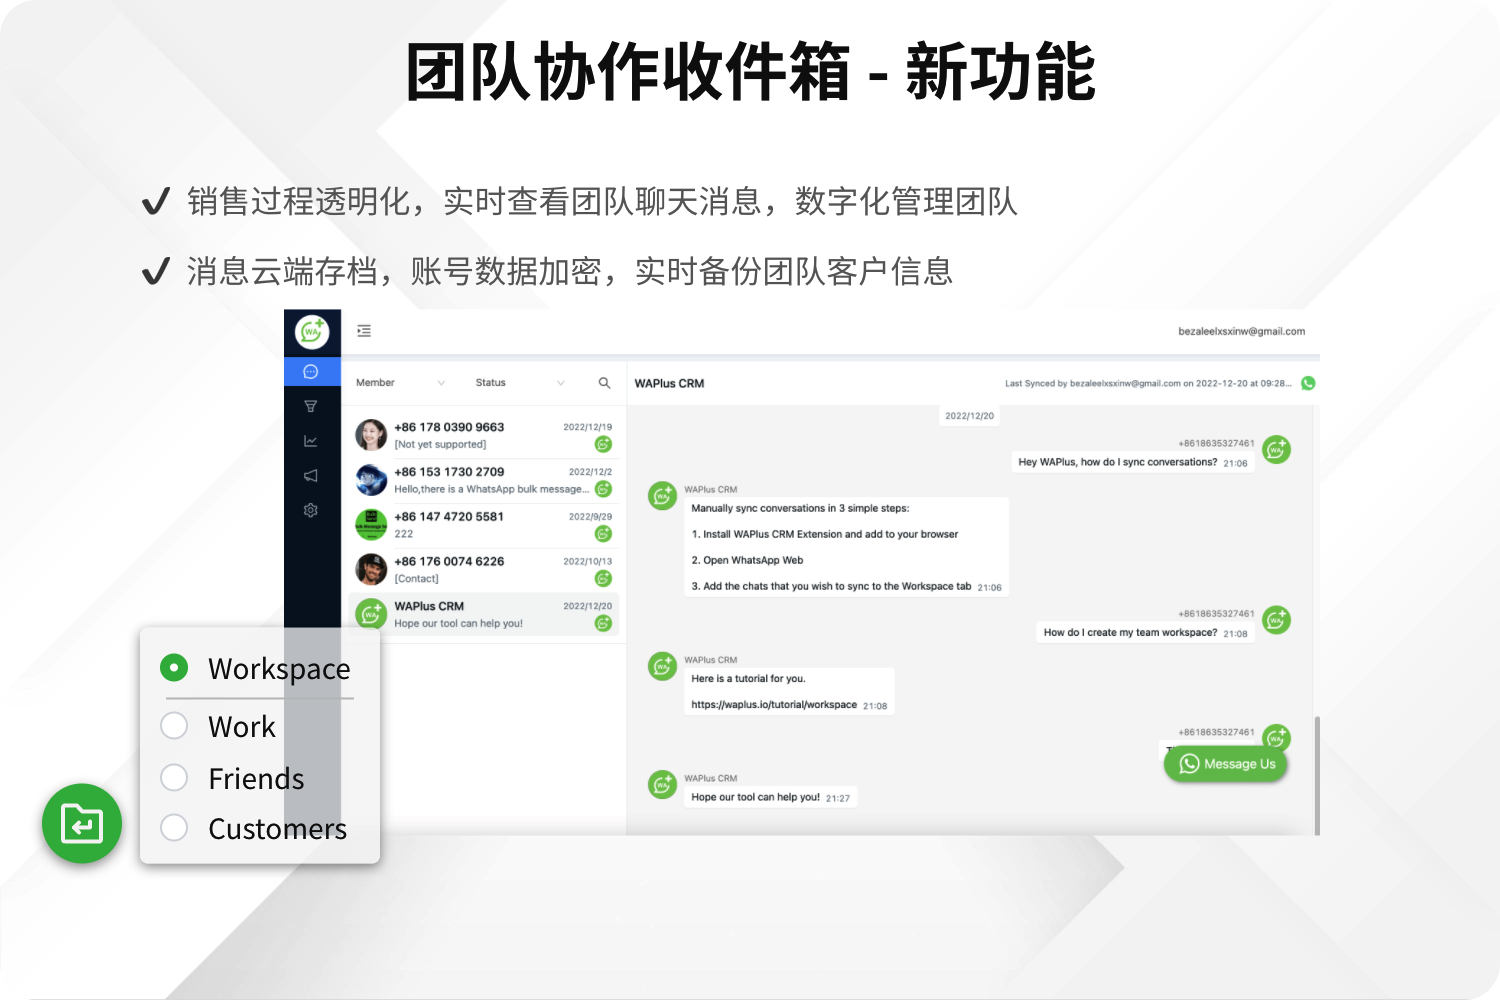 团队协作收件箱 - 新功能
✔ 销售过程透明化，实时查看团队聊天消息，数字化管理团队
✔ 消息云端存档，账号数据加密，实时备份团队客户信息
WA
bezaleelxsxinw@gmail.com
Member
Status
WAPlus CRM
Last Synced by bezaleelxsxinw@gmail.com on 2022-12-20 at 09:28...
+86 178 0390 9663
2022/12/19
[Not yet supported]
+86 153 1730 2709
2022/12/2
Hello,there is a WhatsApp bulk message...
+86 147 4720 5581
2022/9/29
222
+86 176 0074 6226
2022/10/13
[Contact]
WAPlus CRM
2022/12/20
Hope our tool can help you!
2022/12/20
+8618635327461
Hey WAPlus, how do I sync conversations? 21:06
WAPlus CRM
Manually sync conversations in 3 simple steps:
1. Install WAPlus CRM Extension and add to your browser
2. Open WhatsApp Web
3. Add the chats that you wish to sync to the Workspace tab 21:06
+8618635327461
How do I create my team workspace? 21:08
WAPlus CRM
Here is a tutorial for you.
https://waplus.io/tutorial/workspace 21:08
+8618635327461
Message Us
WAPlus CRM
Hope our tool can help you! 21:27
Workspace
Work
Friends
Customers